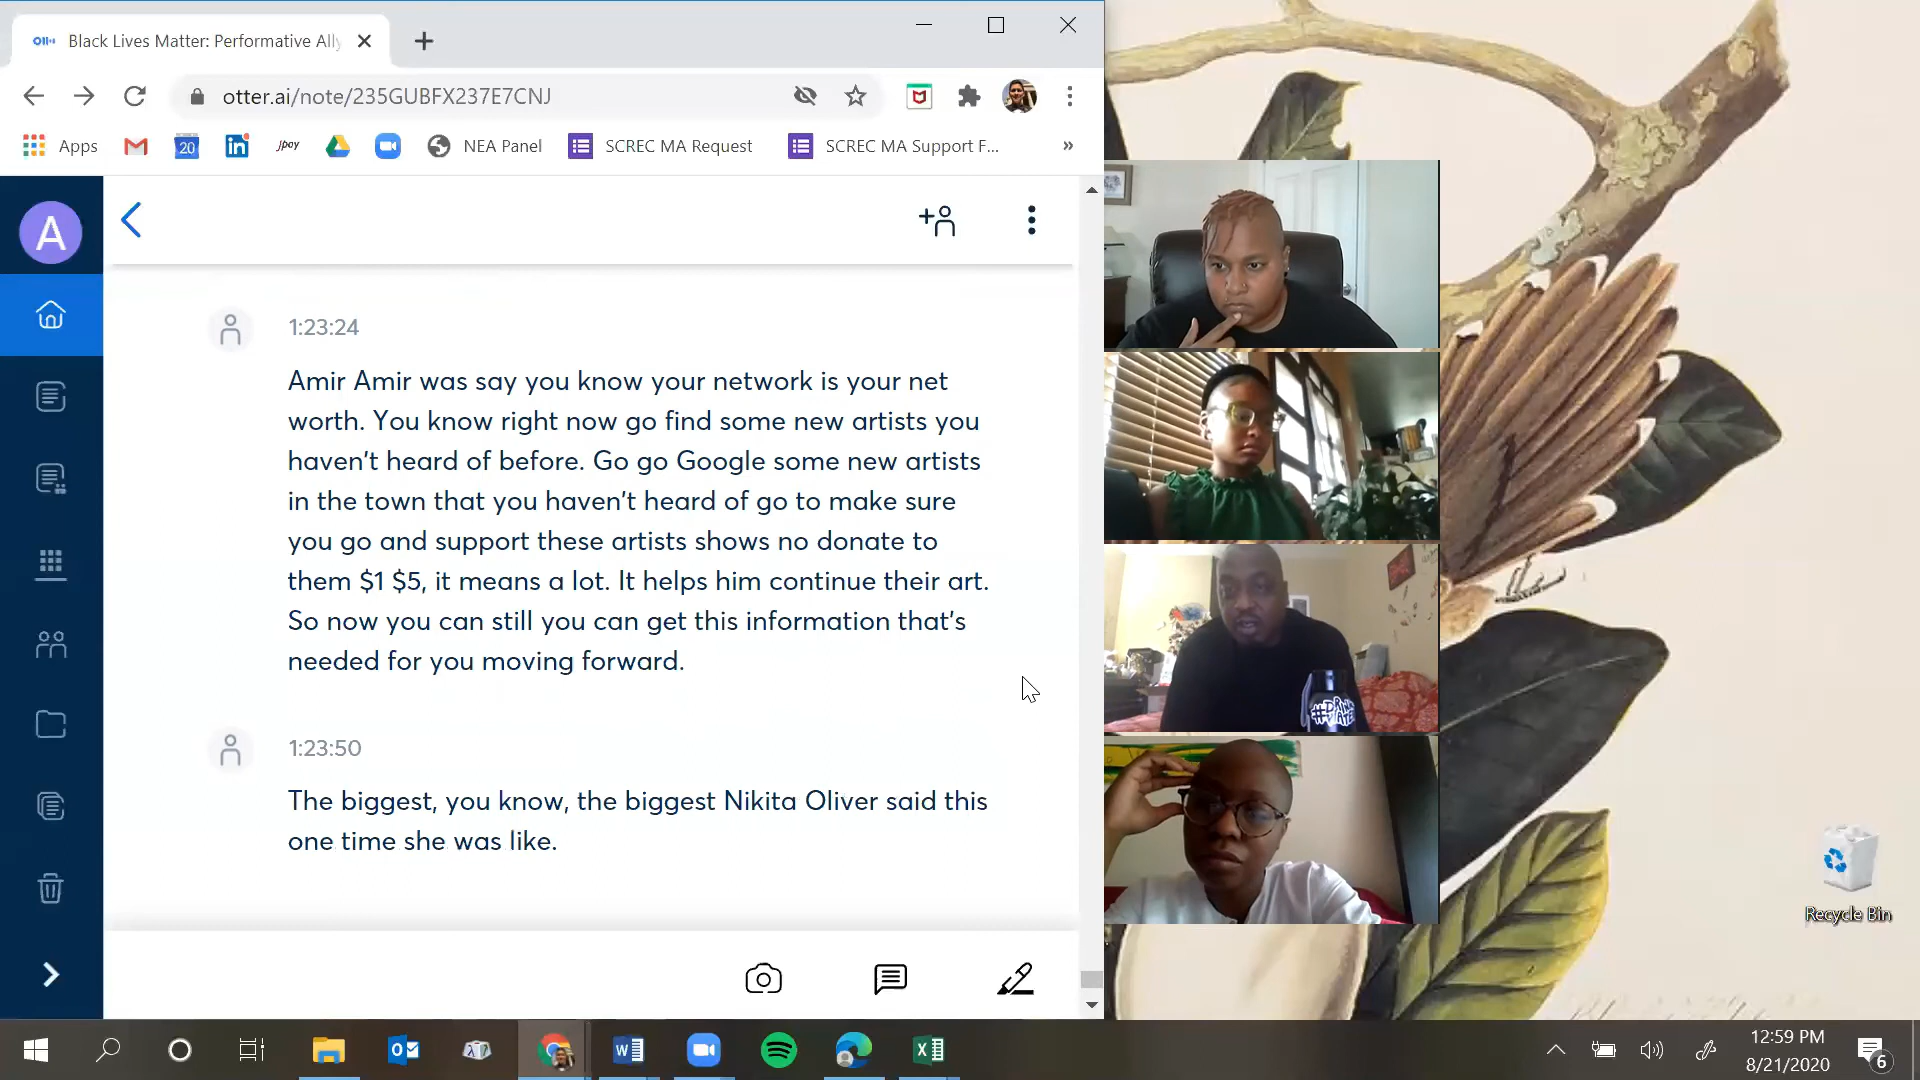 Black Lives Matter: Performative Ally
otter.ai/note/235GUBFX237E7CNJ
Apps
20
in
Jpay
NEA Panel
SCREC MA Request
SCREC MA Support F...
»
A
1:23:24
Amir Amir was say you know your network is your net
worth. You know right now go find some new artists you
haven't heard of before. Go go Google some new artists
in the town that you haven't heard of go to make sure
you go and support these artists shows no donate to
them $1 $5, it means a lot. It helps him continue their art.
So now you can still you can get this information that's
needed for you moving forward.
1:23:50
The biggest, you know, the biggest Nikita Oliver said this
one time she was like.
Recycle Bin
12:59 PM
8/21/2020
6